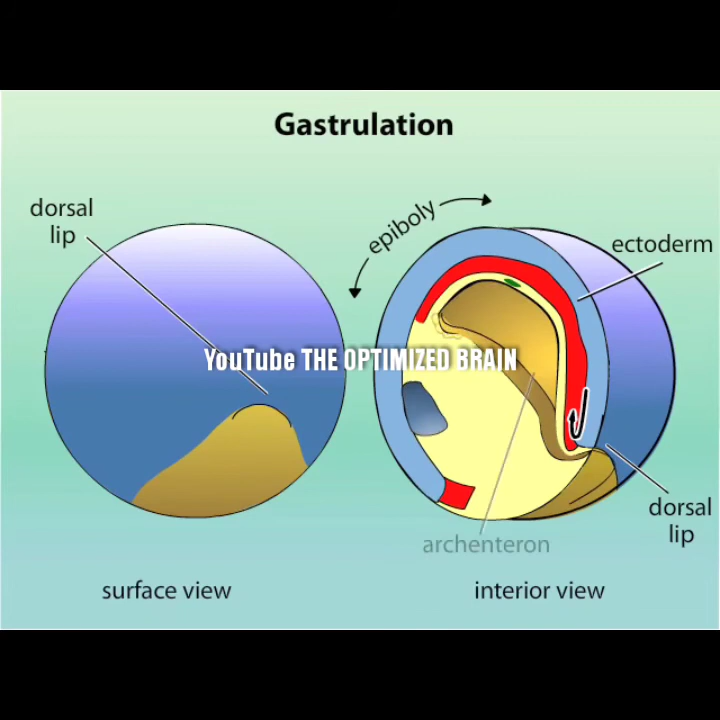 Gastrulation
dorsal
lip
epiboly
ectoderm
YouTube THE OPTIMIZED BRAIN
dorsal
lip
archenteron
surface view
interior view